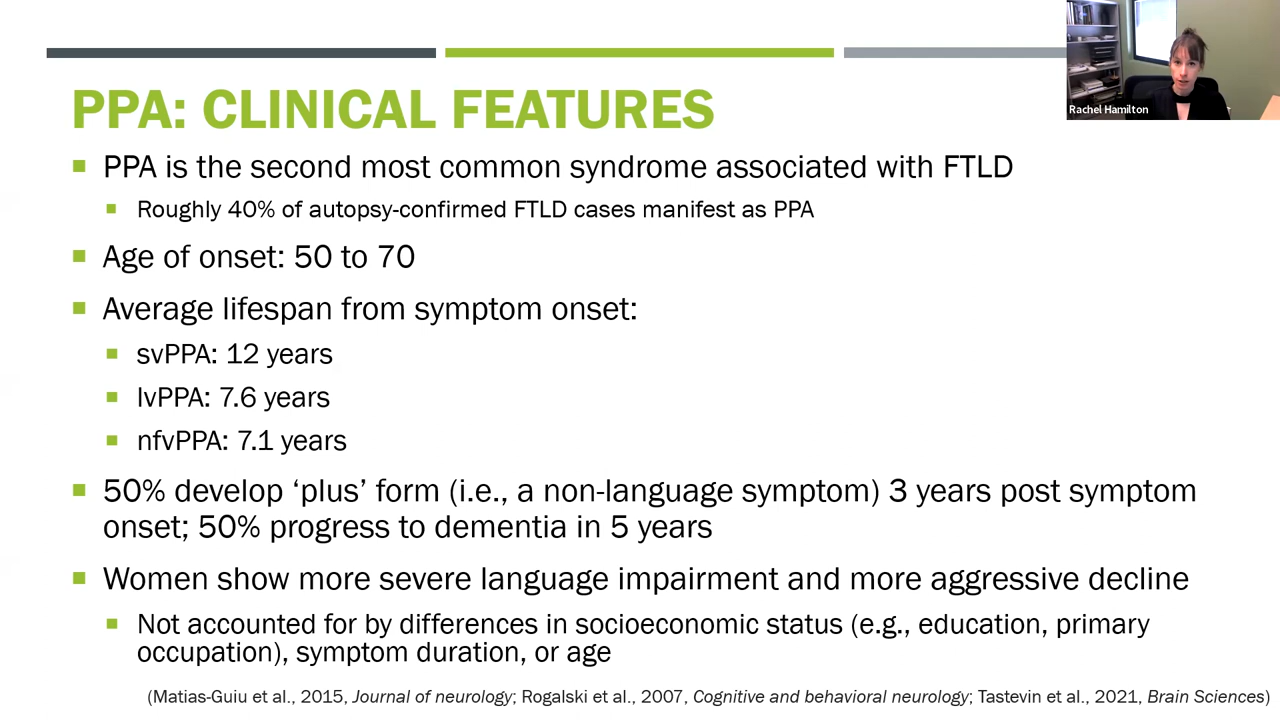 Rachel Hamilton
PPA: CLINICAL FEATURES
PPA is the second most common syndrome associated with FTLD
Roughly 40% of autopsy-confirmed FTLD cases manifest as PPA
Age of onset: 50 to 70
Average lifespan from symptom onset:
svPPA: 12 years
lvPPA: 7.6 years
nfvPPA: 7.1 years
50% develop ‘plus’ form (i.e., a non-language symptom) 3 years post symptom
onset; 50% progress to dementia in 5 years
Women show more severe language impairment and more aggressive decline
Not accounted for by differences in socioeconomic status (e.g., education, primary
occupation), symptom duration, or age
(Matias-Guiu et al., 2015, Journal of neurology; Rogalski et al., 2007, Cognitive and behavioral neurology; Tastevin et al., 2021, Brain Sciences)